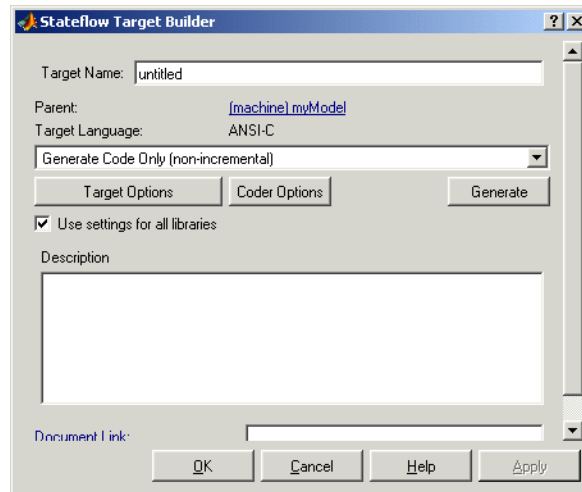 Stateflow Target Builder
Target Name: untitled
Parent: (machine) myModel
Target Language: ANSI-C
Generate Code Only (non-incremental)
Target Options Coder Options Generate
Use settings for all libraries
Description
Document Link:
OK Cancel Help Apply